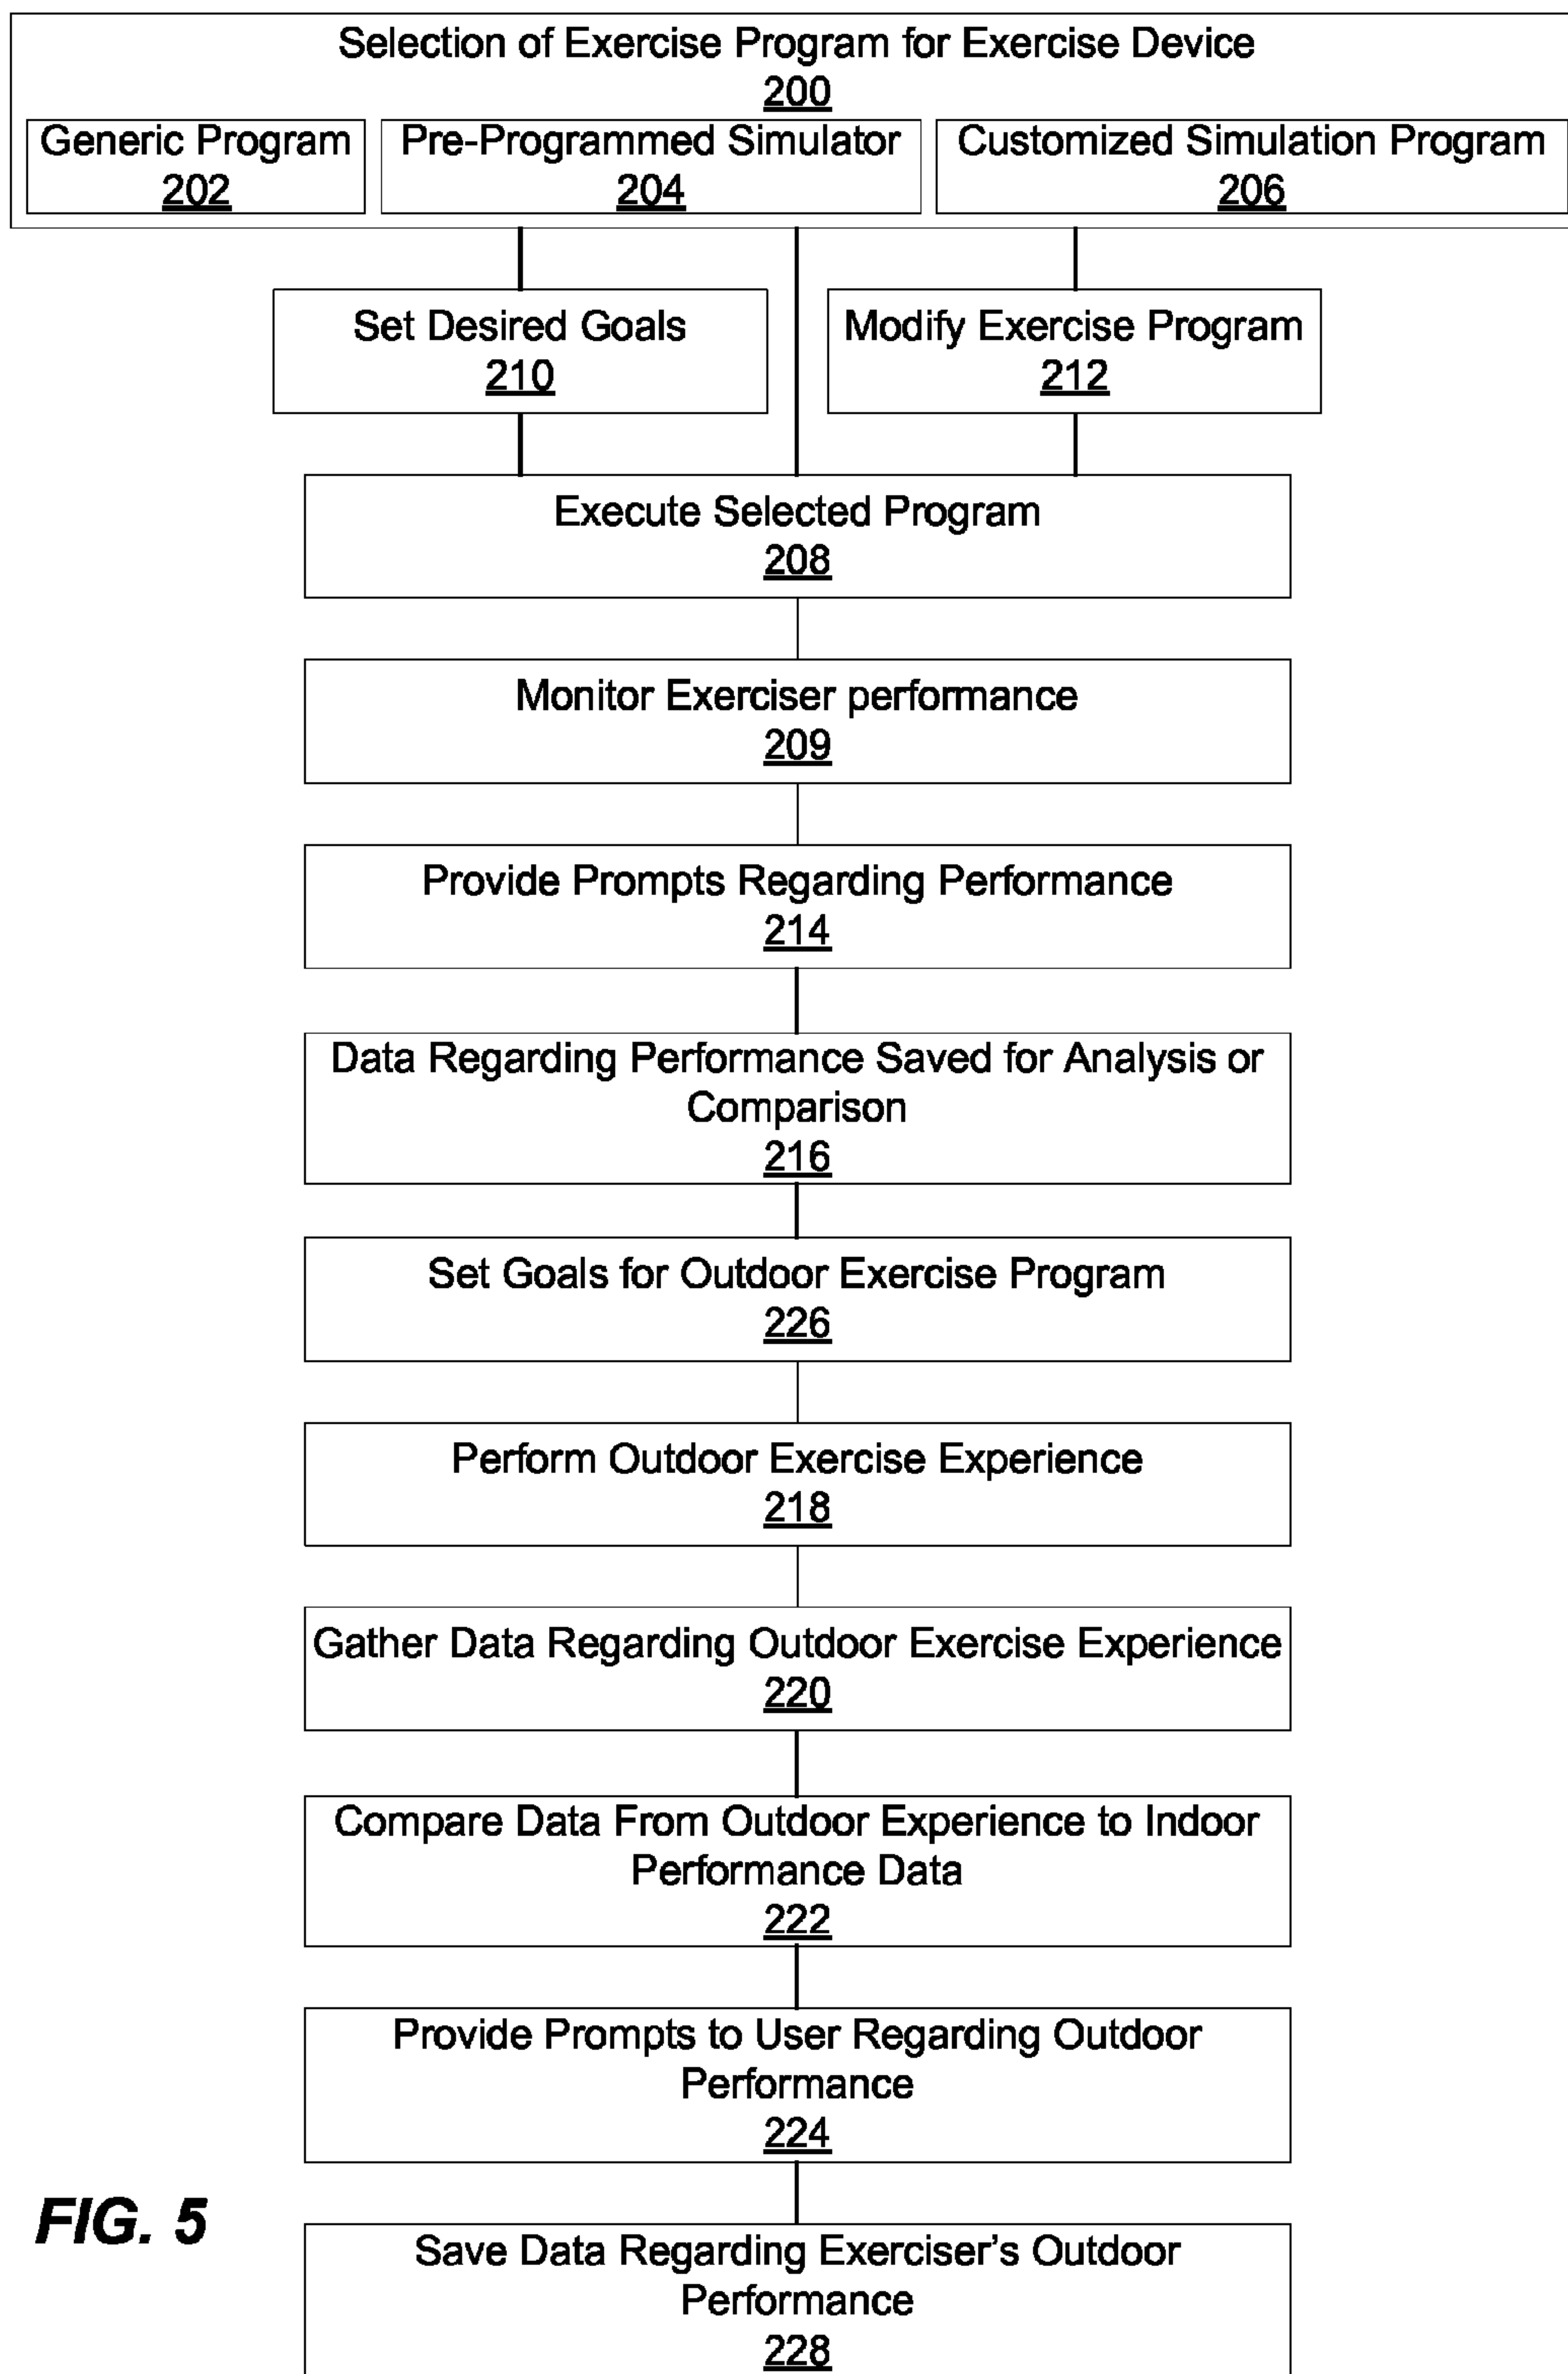 Selection of Exercise Program for Exercise Device
200
Generic Program
202
Pre-Programmed Simulator
204
Customized Simulation Program
206
Set Desired Goals
210
Modify Exercise Program
212
Execute Selected Program
208
Monitor Exerciser performance
209
Provide Prompts Regarding Performance
214
Data Regarding Performance Saved for Analysis or
Comparison
216
Set Goals for Outdoor Exercise Program
226
Perform Outdoor Exercise Experience
218
Gather Data Regarding Outdoor Exercise Experience
220
Compare Data From Outdoor Experience to Indoor
Performance Data
222
Provide Prompts to User Regarding Outdoor
Performance
224
FIG. 5
Save Data Regarding Exerciser's Outdoor
Performance
228